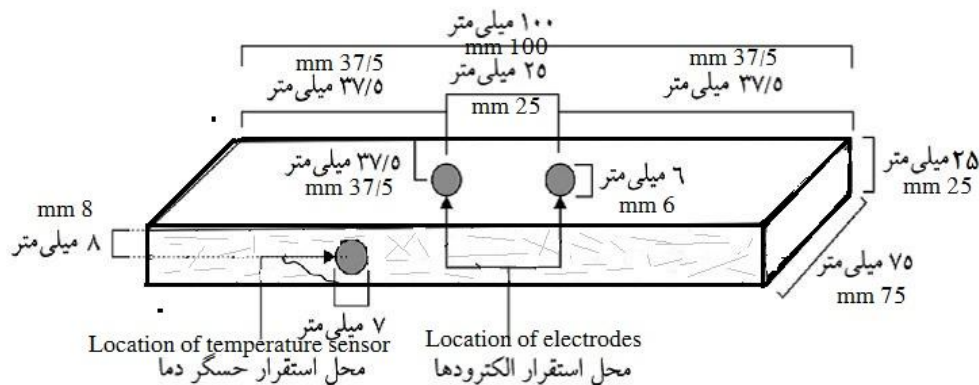 ۱۰۰ میلی‌متر
mm 100
mm 37/5
mm 37/5
۲۵ میلی‌متر
۳۷/۵ میلی‌متر
mm 25
۳۷/۵ میلی‌متر
۳۷/۵ میلی‌متر
mm 37/5
۶ میلی‌متر
mm 6
۲۵ میلی‌متر
mm 25
mm 8
۸ میلی‌متر
۷۵ میلی‌متر
mm 75
۷ میلی‌متر
Location of temperature sensor
محل استقرار حسگر دما
Location of electrodes
محل استقرار الکترودها